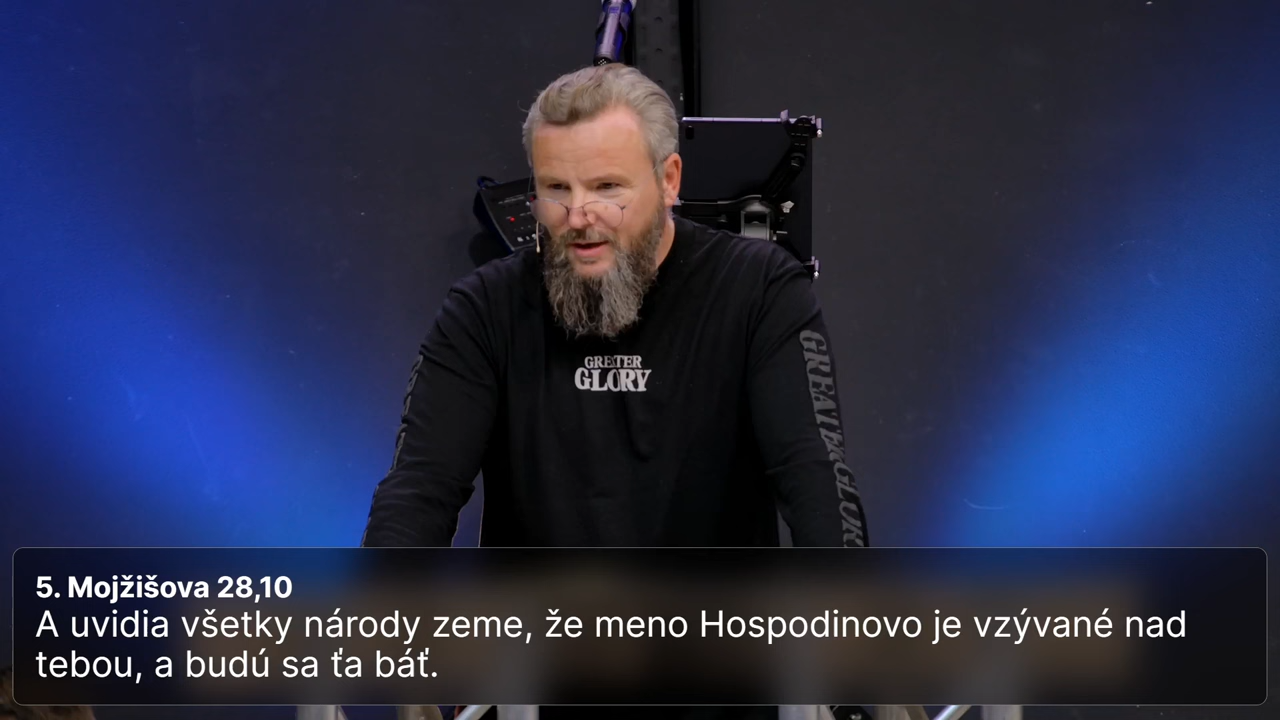 GREATER
GLORY
GREATER GLORY
5. Mojžišova 28,10
A uvidia všetky národy zeme, že meno Hospodinovo je vzývané nad
tebou, a budú sa ťa báť.